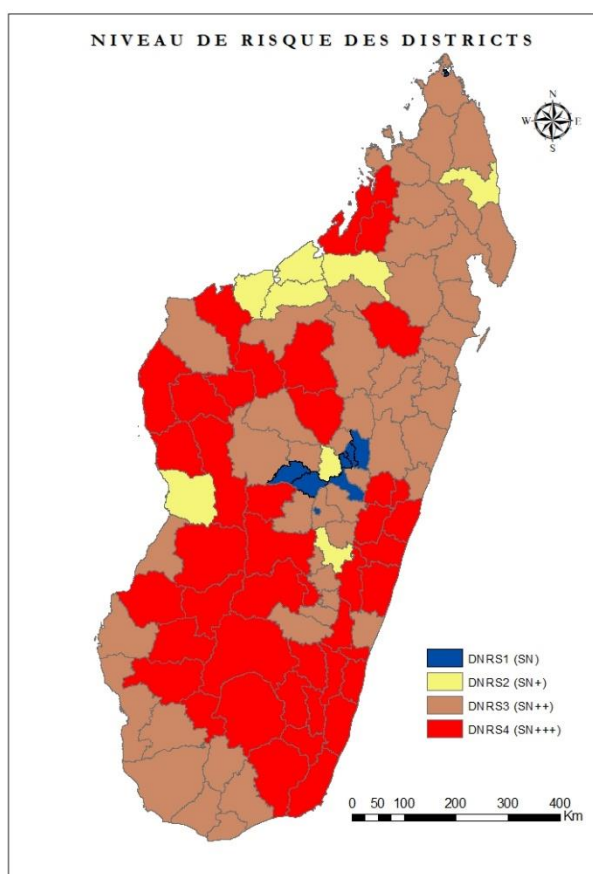 NIVEAU DE RISQUE DES DISTRICTS
N
W E
S
DNRS1 (SN)
DNRS2 (SN+)
DNRS3 (SN++)
DNRS4 (SN+++)
0 50 100 200 300 400
Km